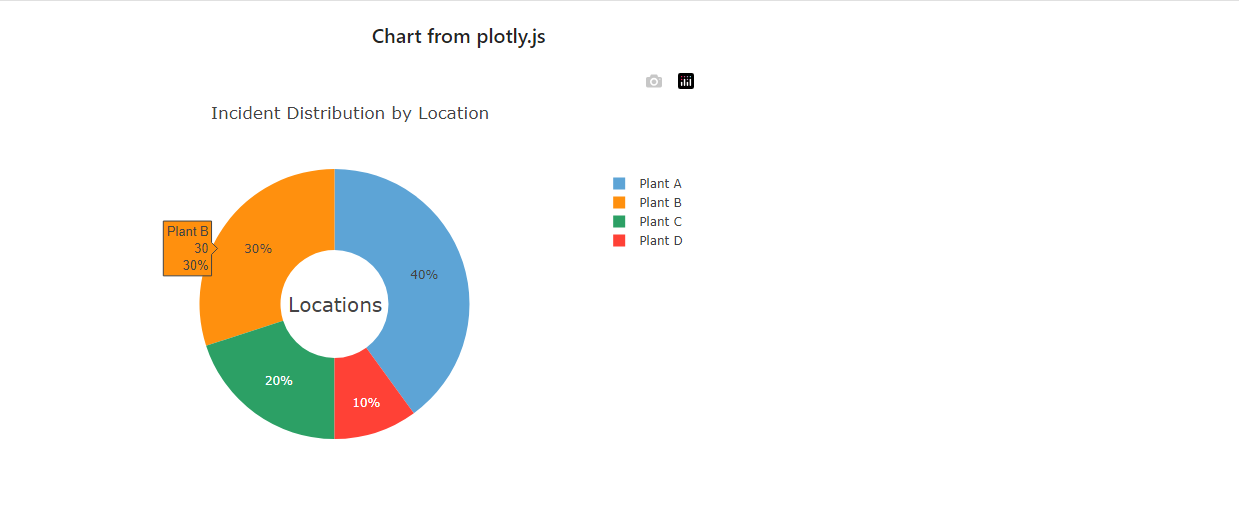 Chart from plotly.js
Incident Distribution by Location
Plant A
Plant B
Plant C
Plant D
Plant B
30
30%
30%
40%
Locations
20%
10%